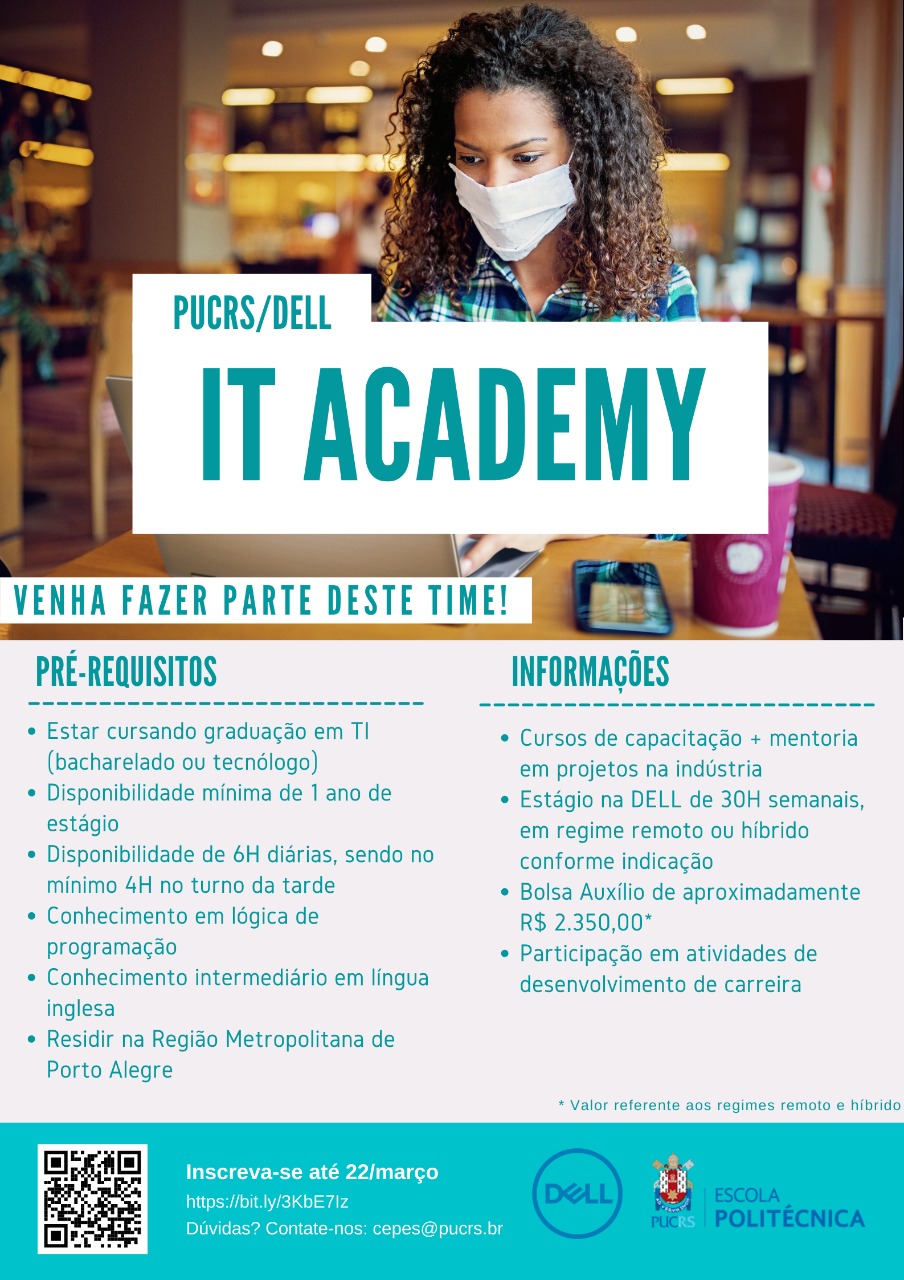 PUCRS/DELL
IT ACADEMY
VENHA FAZER PARTE DESTE TIME!
PRÉ-REQUISITOS
• Estar cursando graduação em TI
(bacharelado ou tecnólogo)
• Disponibilidade mínima de 1 ano de
estágio
• Disponibilidade de 6H diárias, sendo no
mínimo 4H no turno da tarde
• Conhecimento em lógica de
programação
• Conhecimento intermediário em língua
inglesa
• Residir na Região Metropolitana de
Porto Alegre
INFORMAÇÕES
• Cursos de capacitação + mentoria
em projetos na indústria
• Estágio na DELL de 30H semanais,
em regime remoto ou híbrido
conforme indicação
• Bolsa Auxílio de aproximadamente
R$ 2.350,00*
• Participação em atividades de
desenvolvimento de carreira
* Valor referente aos regimes remoto e híbrido
Inscreva-se até 22/março
https://bit.ly/3KbE7Iz
Dúvidas? Contate-nos: cepes@pucrs.br
DELL
PUCRS
ESCOLA
POLITÉCNICA